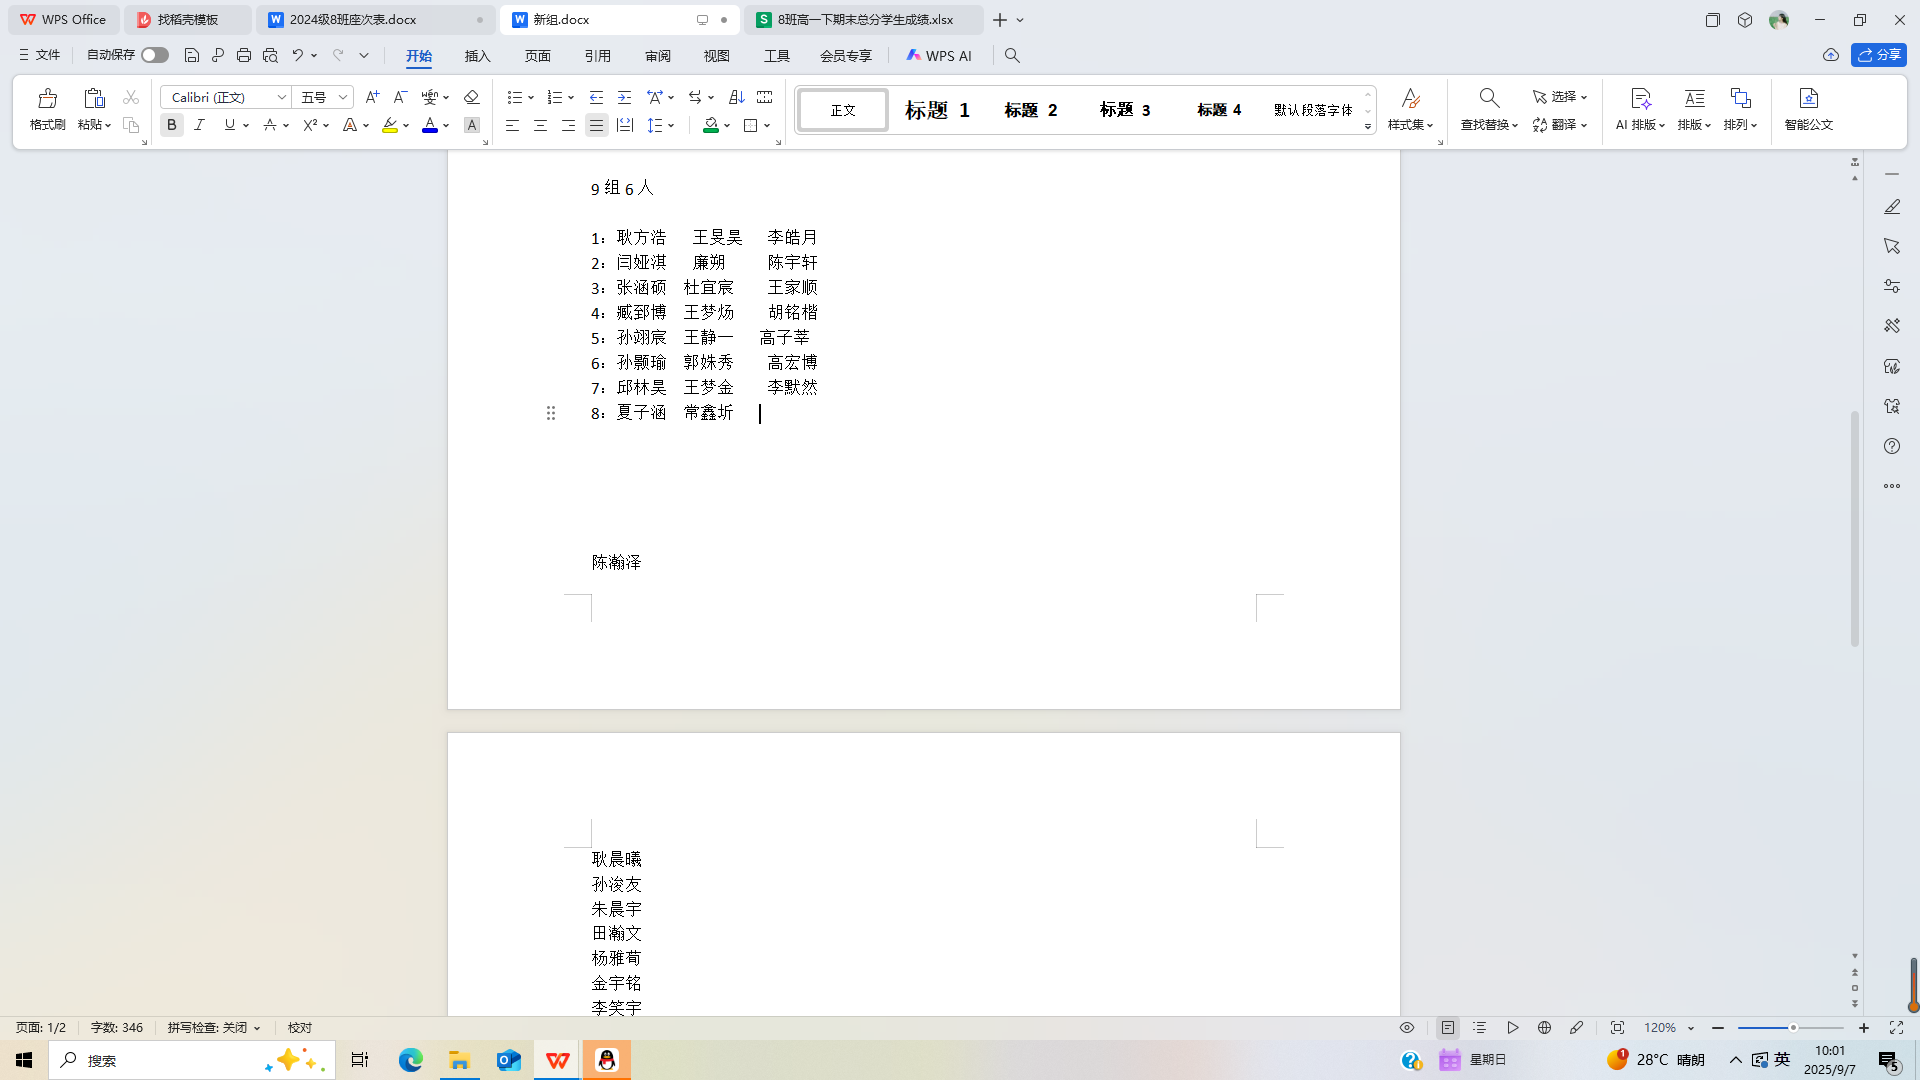 WPS Office 找稻壳模板 2024级8班座次表.docx 新组.docx 8班高一下期末总分学生成绩.xlsx
文件 自动保存 开始 插入 页面 引用 审阅 视图 工具 会员专享 WPS AI 分享
格式刷 粘贴 Calibri (正文) 五号 正文 标题 1 标题 2 标题 3 标题 4 默认段落字体 样式集 查找替换 选择 翻译 AI 排版 排版 排列 智能公文
9 组 6 人
1：耿方浩 王旻昊 李皓月
2：闫娅淇 廉朔 陈宇轩
3：张涵硕 杜宜宸 王家顺
4：臧郅博 王梦炀 胡铭楷
5：孙翊宸 王静一 高子莘
6：孙颢瑜 郭姝秀 高宏博
7：邱林昊 王梦金 李默然
8：夏子涵 常鑫圻
陈瀚泽
耿晨曦
孙浚友
朱晨宇
田瀚文
杨雅荀
金宇铭
李笑宇
页面: 1/2 字数: 346 拼写检查: 关闭 校对 120%
搜索 星期日 28°C 晴朗 英 10:01
2025/9/7 5